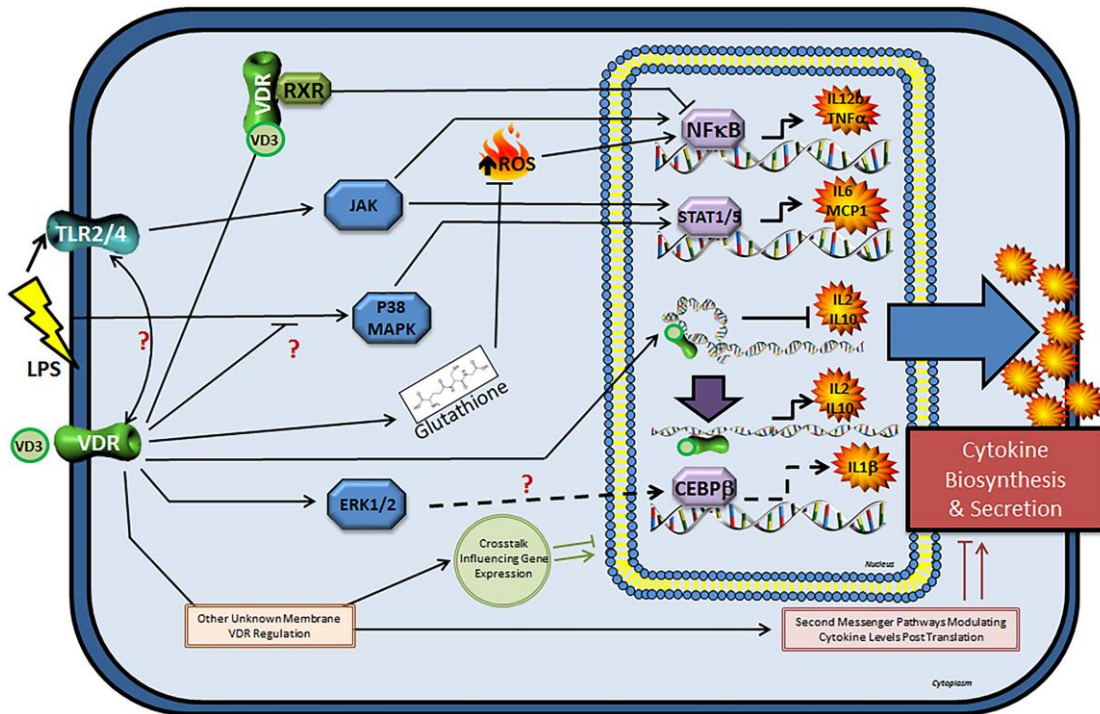 VDR
RXR
VD3
NFκB
IL12b
TNFα
ROS
JAK
STAT1/5
IL6
MCP1
TLR2/4
P38
MAPK
?
?
LPS
IL2
IL10
Glutathione
VD3
VDR
IL2
IL10
Cytokine
Biosynthesis
& Secretion
ERK1/2
?
CEBPβ
IL1β
Crosstalk
Influencing Gene
Expression
Nucleus
Other Unknown Membrane
VDR Regulation
Second Messenger Pathways Modulating
Cytokine Levels Post Translation
Cytoplasm